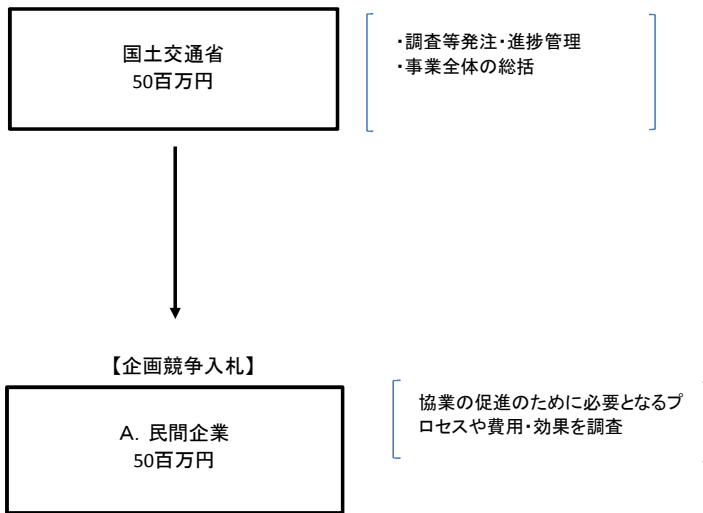 国土交通省
50百万円
・調査等発注・進捗管理
・事業全体の総括
【企画競争入札】
A．民間企業
50百万円
協業の促進のために必要となるプ
ロセスや費用・効果を調査